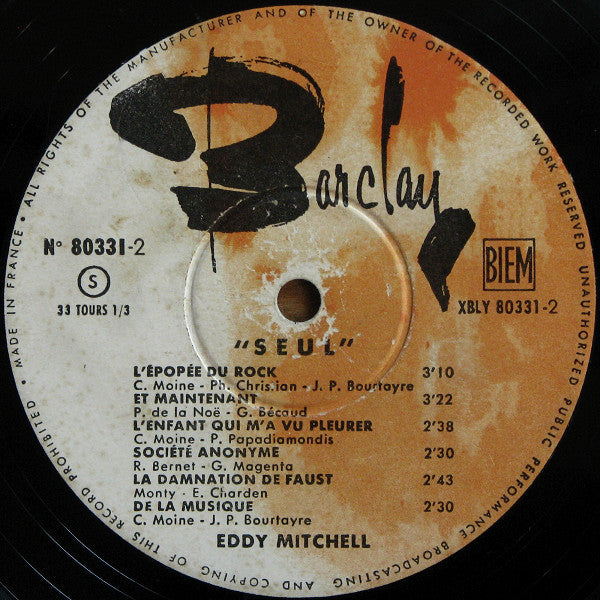 MADE IN FRANCE • ALL RIGHTS OF THE MANUFACTURER AND OF THE OWNER OF THE RECORDED WORK RESERVED UNAUTHORIZED PUBLIC PERFORMANCE BROADCASTING AND COPYING OF THIS RECORD PROHIBITED •
Barclay
N° 80331-2
S
33 TOURS 1/3
BIEM
XBLY 80331-2
"SEUL"
L'ÉPOPÉE DU ROCK 3'10
C. Moine - Ph. Christian - J. P. Bourtayre
ET MAINTENANT 3'22
P. de la Noë - G. Bécaud
L'ENFANT QUI M'A VU PLEURER 2'38
C. Moine - P. Papadiamondis
SOCIÉTÉ ANONYME 2'30
R. Bernet - G. Magenta
LA DAMNATION DE FAUST 2'43
Monty - E. Charden
DE LA MUSIQUE 2'30
C. Moine - J. P. Bourtayre
EDDY MITCHELL